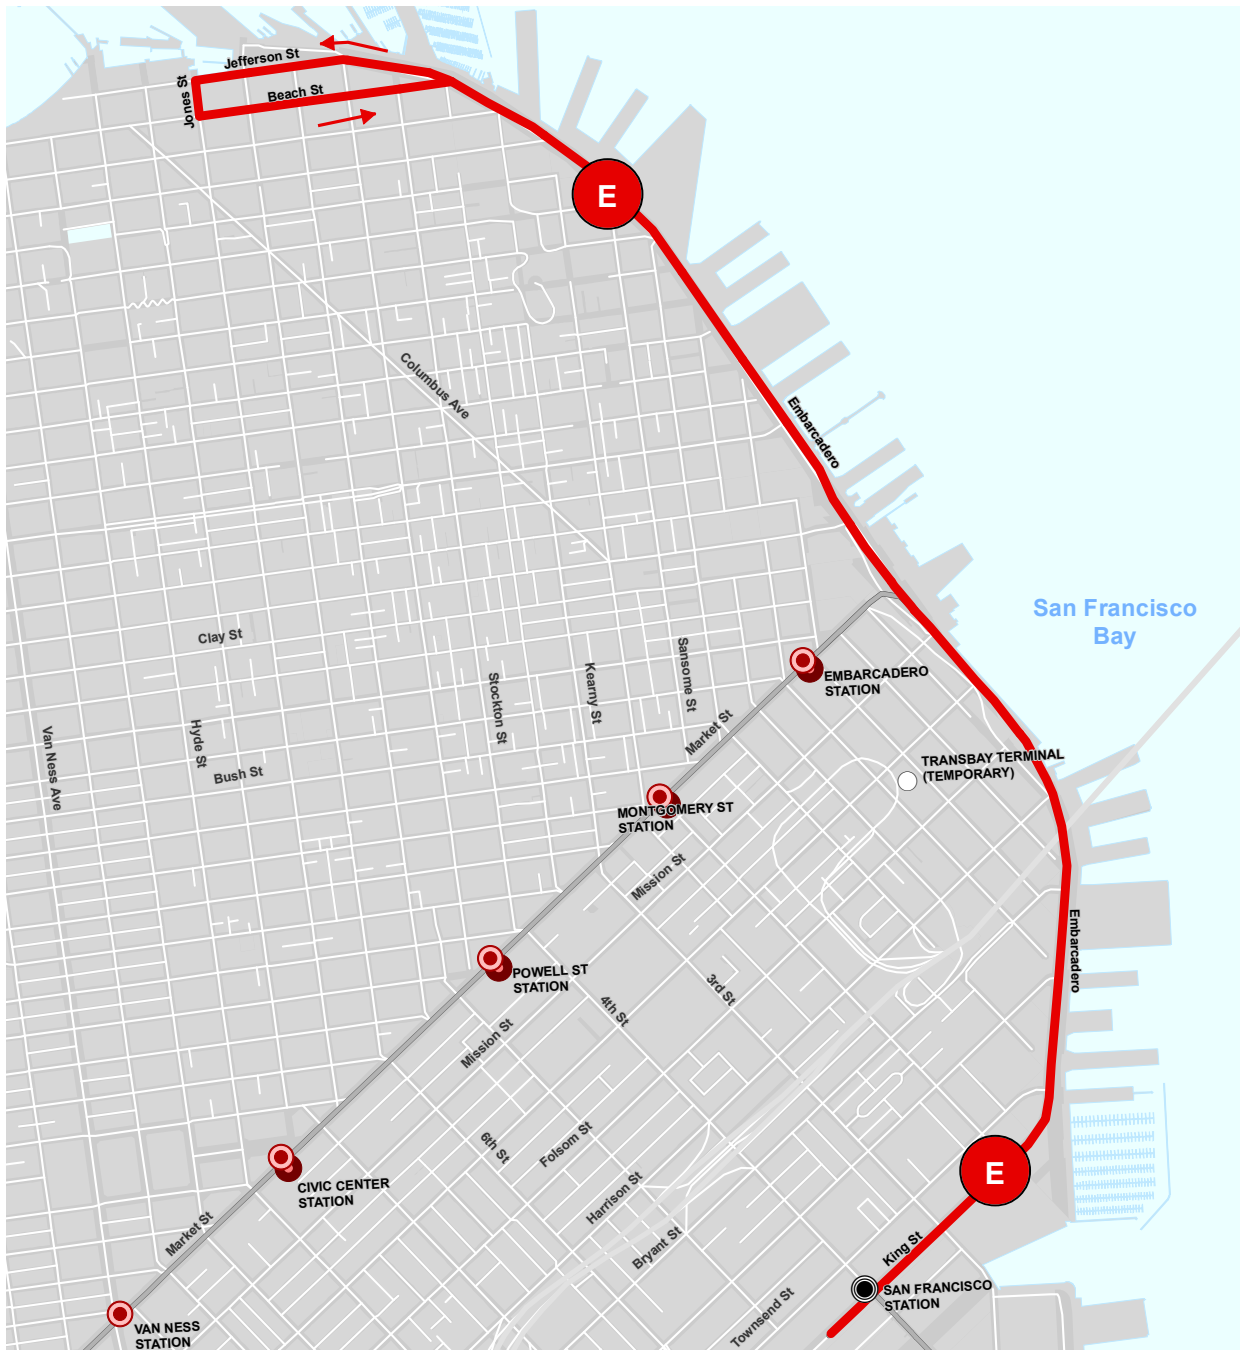 Jefferson St
Jones St
Beach St
E
Columbus Ave
Embarcadero
San Francisco
Bay
Clay St
Sansome St
Kearny St
Stockton St
EMBARCADERO
STATION
Hyde St
Van Ness Ave
Market St
Bush St
TRANSBAY TERMINAL
(TEMPORARY)
MONTGOMERY ST
STATION
Mission St
Embarcadero
POWELL ST
STATION
3rd St
4th St
Mission St
6th St
Folsom St
E
CIVIC CENTER
STATION
Harrison St
Market St
Bryant St
King St
SAN FRANCISCO
STATION
Townsend St
VAN NESS
STATION